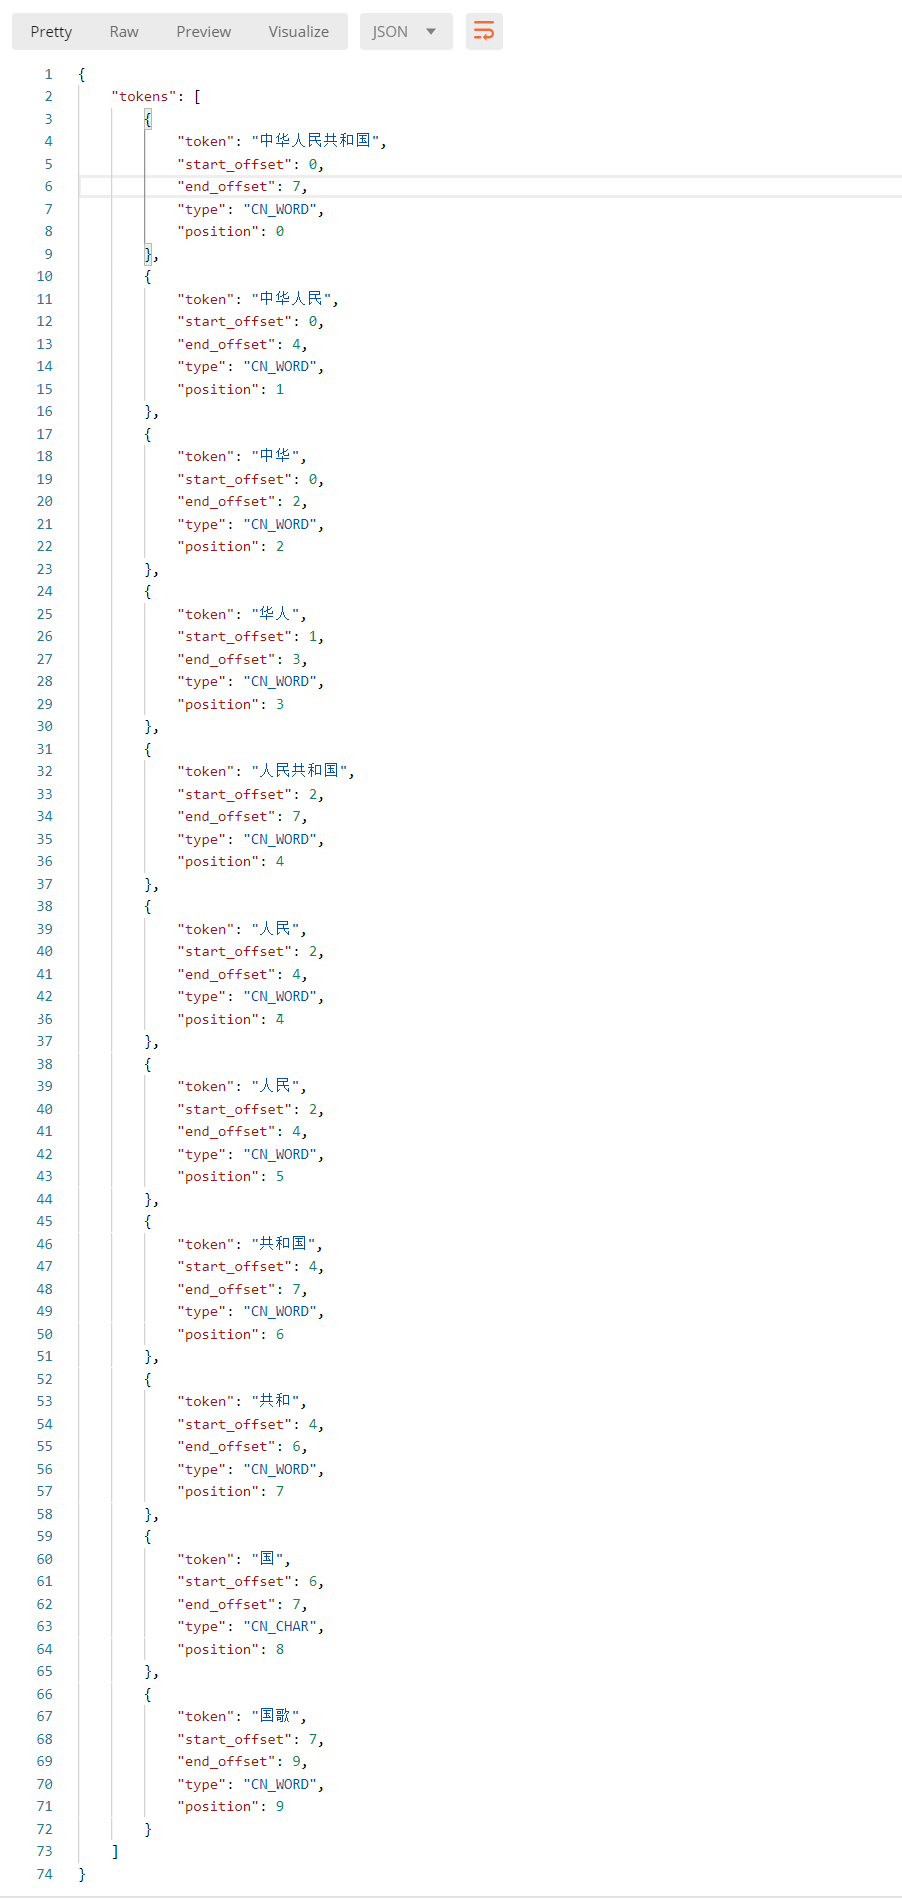 Pretty Raw Preview Visualize JSON
1 {
2 "tokens": [
3 {
4 "token": "中华人民共和国",
5 "start_offset": 0,
6 "end_offset": 7,
7 "type": "CN_WORD",
8 "position": 0
9 },
10 {
11 "token": "中华人民",
12 "start_offset": 0,
13 "end_offset": 4,
14 "type": "CN_WORD",
15 "position": 1
16 },
17 {
18 "token": "中华",
19 "start_offset": 0,
20 "end_offset": 2,
21 "type": "CN_WORD",
22 "position": 2
23 },
24 {
25 "token": "华人",
26 "start_offset": 1,
27 "end_offset": 3,
28 "type": "CN_WORD",
29 "position": 3
30 },
31 {
32 "token": "人民共和国",
33 "start_offset": 2,
34 "end_offset": 7,
35 "type": "CN_WORD",
36 "position": 4
37 },
38 {
39 "token": "人民",
40 "start_offset": 2,
41 "end_offset": 4,
42 "type": "CN_WORD",
36 "position": 4
37 },
38 {
39 "token": "人民",
40 "start_offset": 2,
41 "end_offset": 4,
42 "type": "CN_WORD",
43 "position": 5
44 },
45 {
46 "token": "共和国",
47 "start_offset": 4,
48 "end_offset": 7,
49 "type": "CN_WORD",
50 "position": 6
51 },
52 {
53 "token": "共和",
54 "start_offset": 4,
55 "end_offset": 6,
56 "type": "CN_WORD",
57 "position": 7
58 },
59 {
60 "token": "国",
61 "start_offset": 6,
62 "end_offset": 7,
63 "type": "CN_CHAR",
64 "position": 8
65 },
66 {
67 "token": "国歌",
68 "start_offset": 7,
69 "end_offset": 9,
70 "type": "CN_WORD",
71 "position": 9
72 }
73 ]
74 }